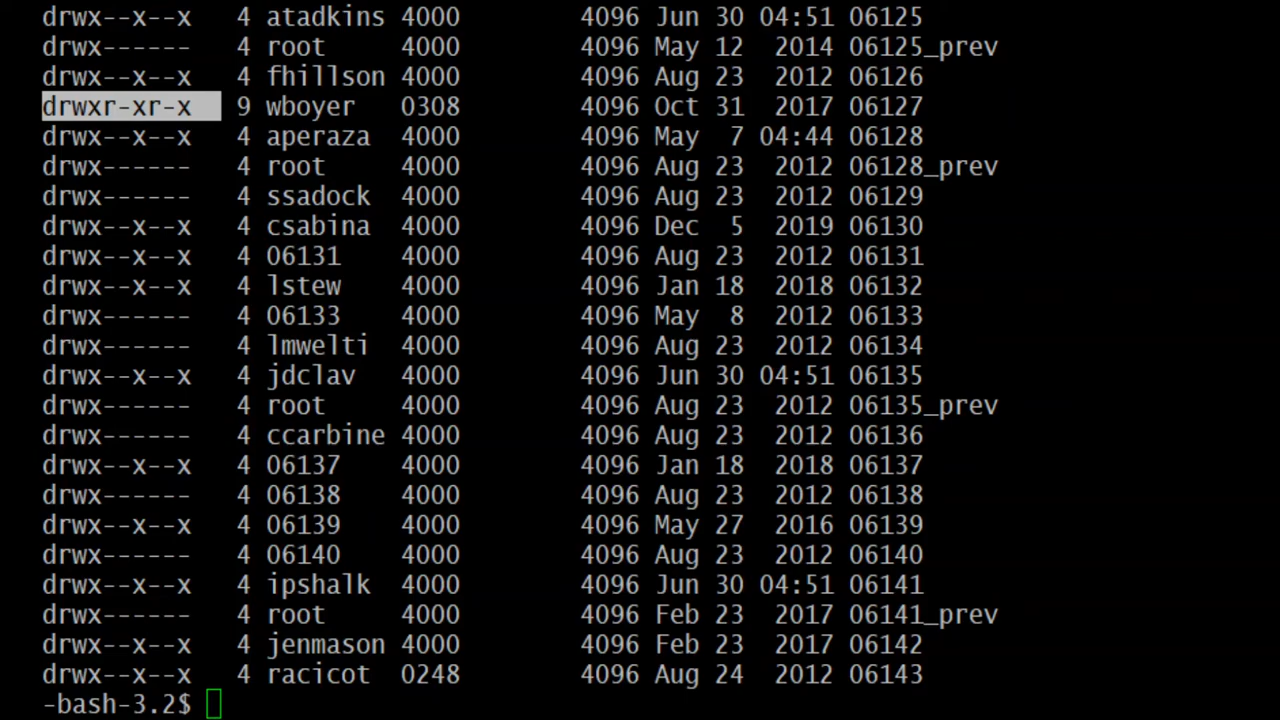 drwx--x--x 4 atadkins 4000 4096 Jun 30 04:51 06125
drwx------ 4 root 4000 4096 May 12 2014 06125_prev
drwx--x--x 4 fhillson 4000 4096 Aug 23 2012 06126
drwxr-xr-x 9 wboyer 0308 4096 Oct 31 2017 06127
drwx--x--x 4 aperaza 4000 4096 May 7 04:44 06128
drwx------ 4 root 4000 4096 Aug 23 2012 06128_prev
drwx------ 4 ssadock 4000 4096 Aug 23 2012 06129
drwx--x--x 4 csabina 4000 4096 Dec 5 2019 06130
drwx--x--x 4 06131 4000 4096 Aug 23 2012 06131
drwx--x--x 4 lstew 4000 4096 Jan 18 2018 06132
drwx------ 4 06133 4000 4096 May 8 2012 06133
drwx------ 4 lmwelti 4000 4096 Aug 23 2012 06134
drwx--x--x 4 jdclav 4000 4096 Jun 30 04:51 06135
drwx------ 4 root 4000 4096 Aug 23 2012 06135_prev
drwx------ 4 ccarbine 4000 4096 Aug 23 2012 06136
drwx--x--x 4 06137 4000 4096 Jan 18 2018 06137
drwx------ 4 06138 4000 4096 Aug 23 2012 06138
drwx--x--x 4 06139 4000 4096 May 27 2016 06139
drwx------ 4 06140 4000 4096 Aug 23 2012 06140
drwx--x--x 4 ipshalk 4000 4096 Jun 30 04:51 06141
drwx------ 4 root 4000 4096 Feb 23 2017 06141_prev
drwx--x--x 4 jenmason 4000 4096 Feb 23 2017 06142
drwx--x--x 4 racicot 0248 4096 Aug 24 2012 06143
-bash-3.2$